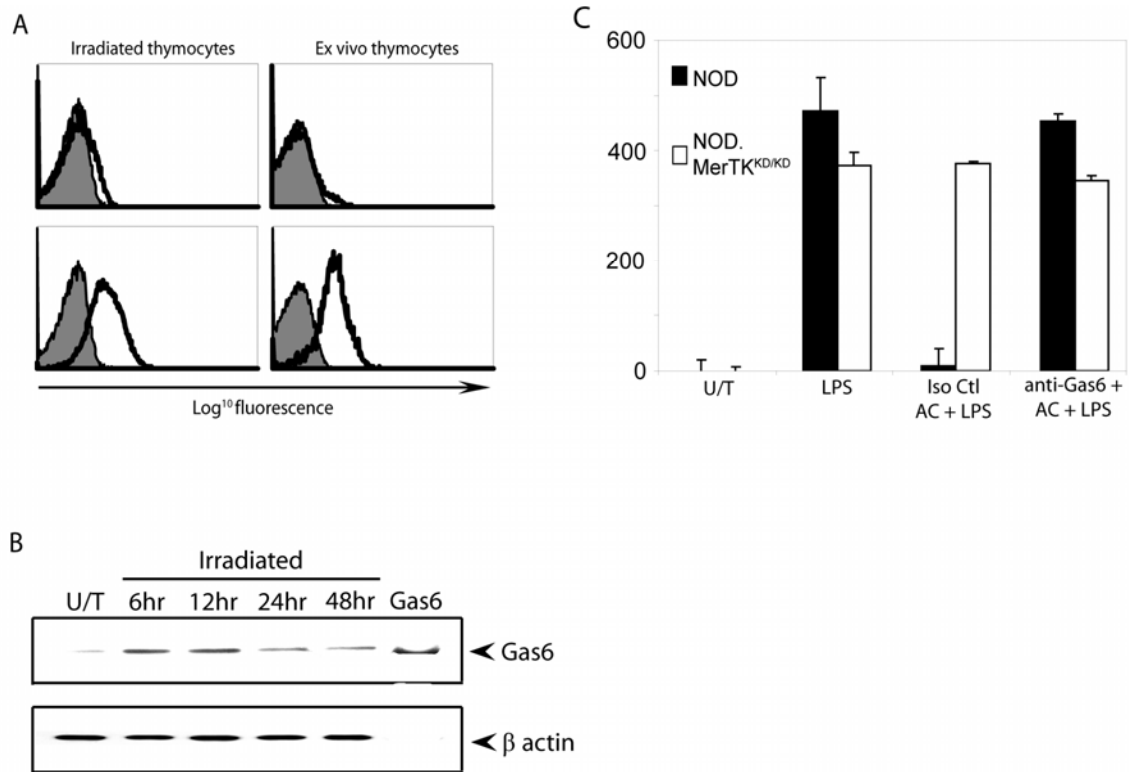 A
Irradiated thymocytes
Ex vivo thymocytes
Log¹⁰ fluorescence
C
600
400
200
0
NOD
NOD.
MerTKᴷᴰ/ᴷᴰ
U/T
LPS
Iso Ctl
AC + LPS
anti-Gas6 +
AC + LPS
B
Irradiated
U/T 6hr 12hr 24hr 48hr Gas6
Gas6
β actin